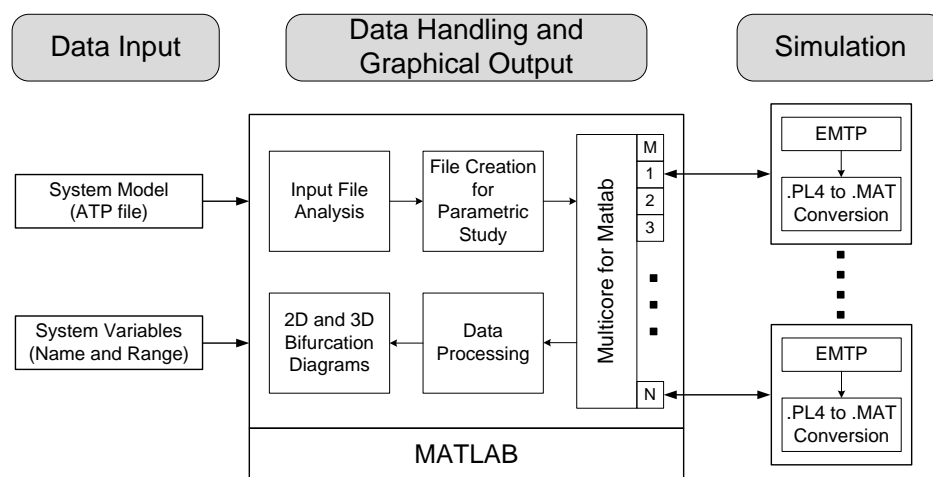 Data Input
Data Handling and
Graphical Output
Simulation
System Model
(ATP file)
System Variables
(Name and Range)
Input File
Analysis
File Creation
for
Parametric
Study
2D and 3D
Bifurcation
Diagrams
Data
Processing
Multicore for Matlab
M
1
2
3
N
MATLAB
EMTP
.PL4 to .MAT
Conversion
EMTP
.PL4 to .MAT
Conversion